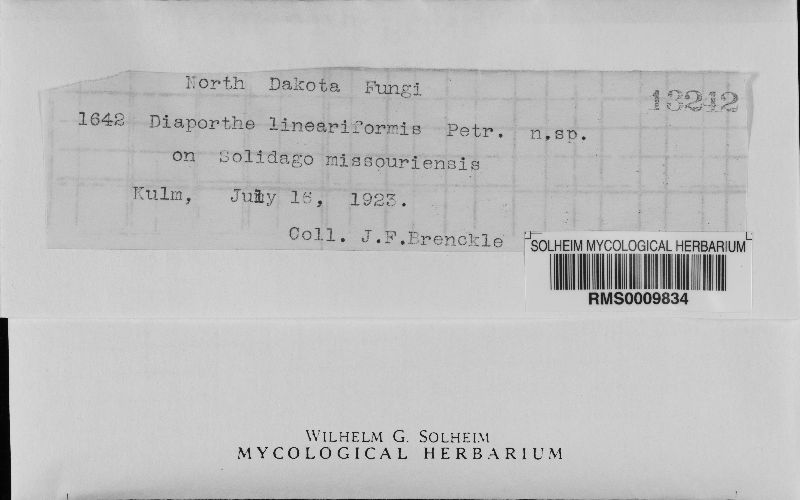 North Dakota Fungi
13242
1642 Diaporthe lineariformis Petr. n.sp.
on Solidago missouriensis
Kulm, July 16, 1923.
Coll. J.F.Brenckle
SOLHEIM MYCOLOGICAL HERBARIUM
RMS0009834
WILHELM G. SOLHEIM
MYCOLOGICAL HERBARIUM